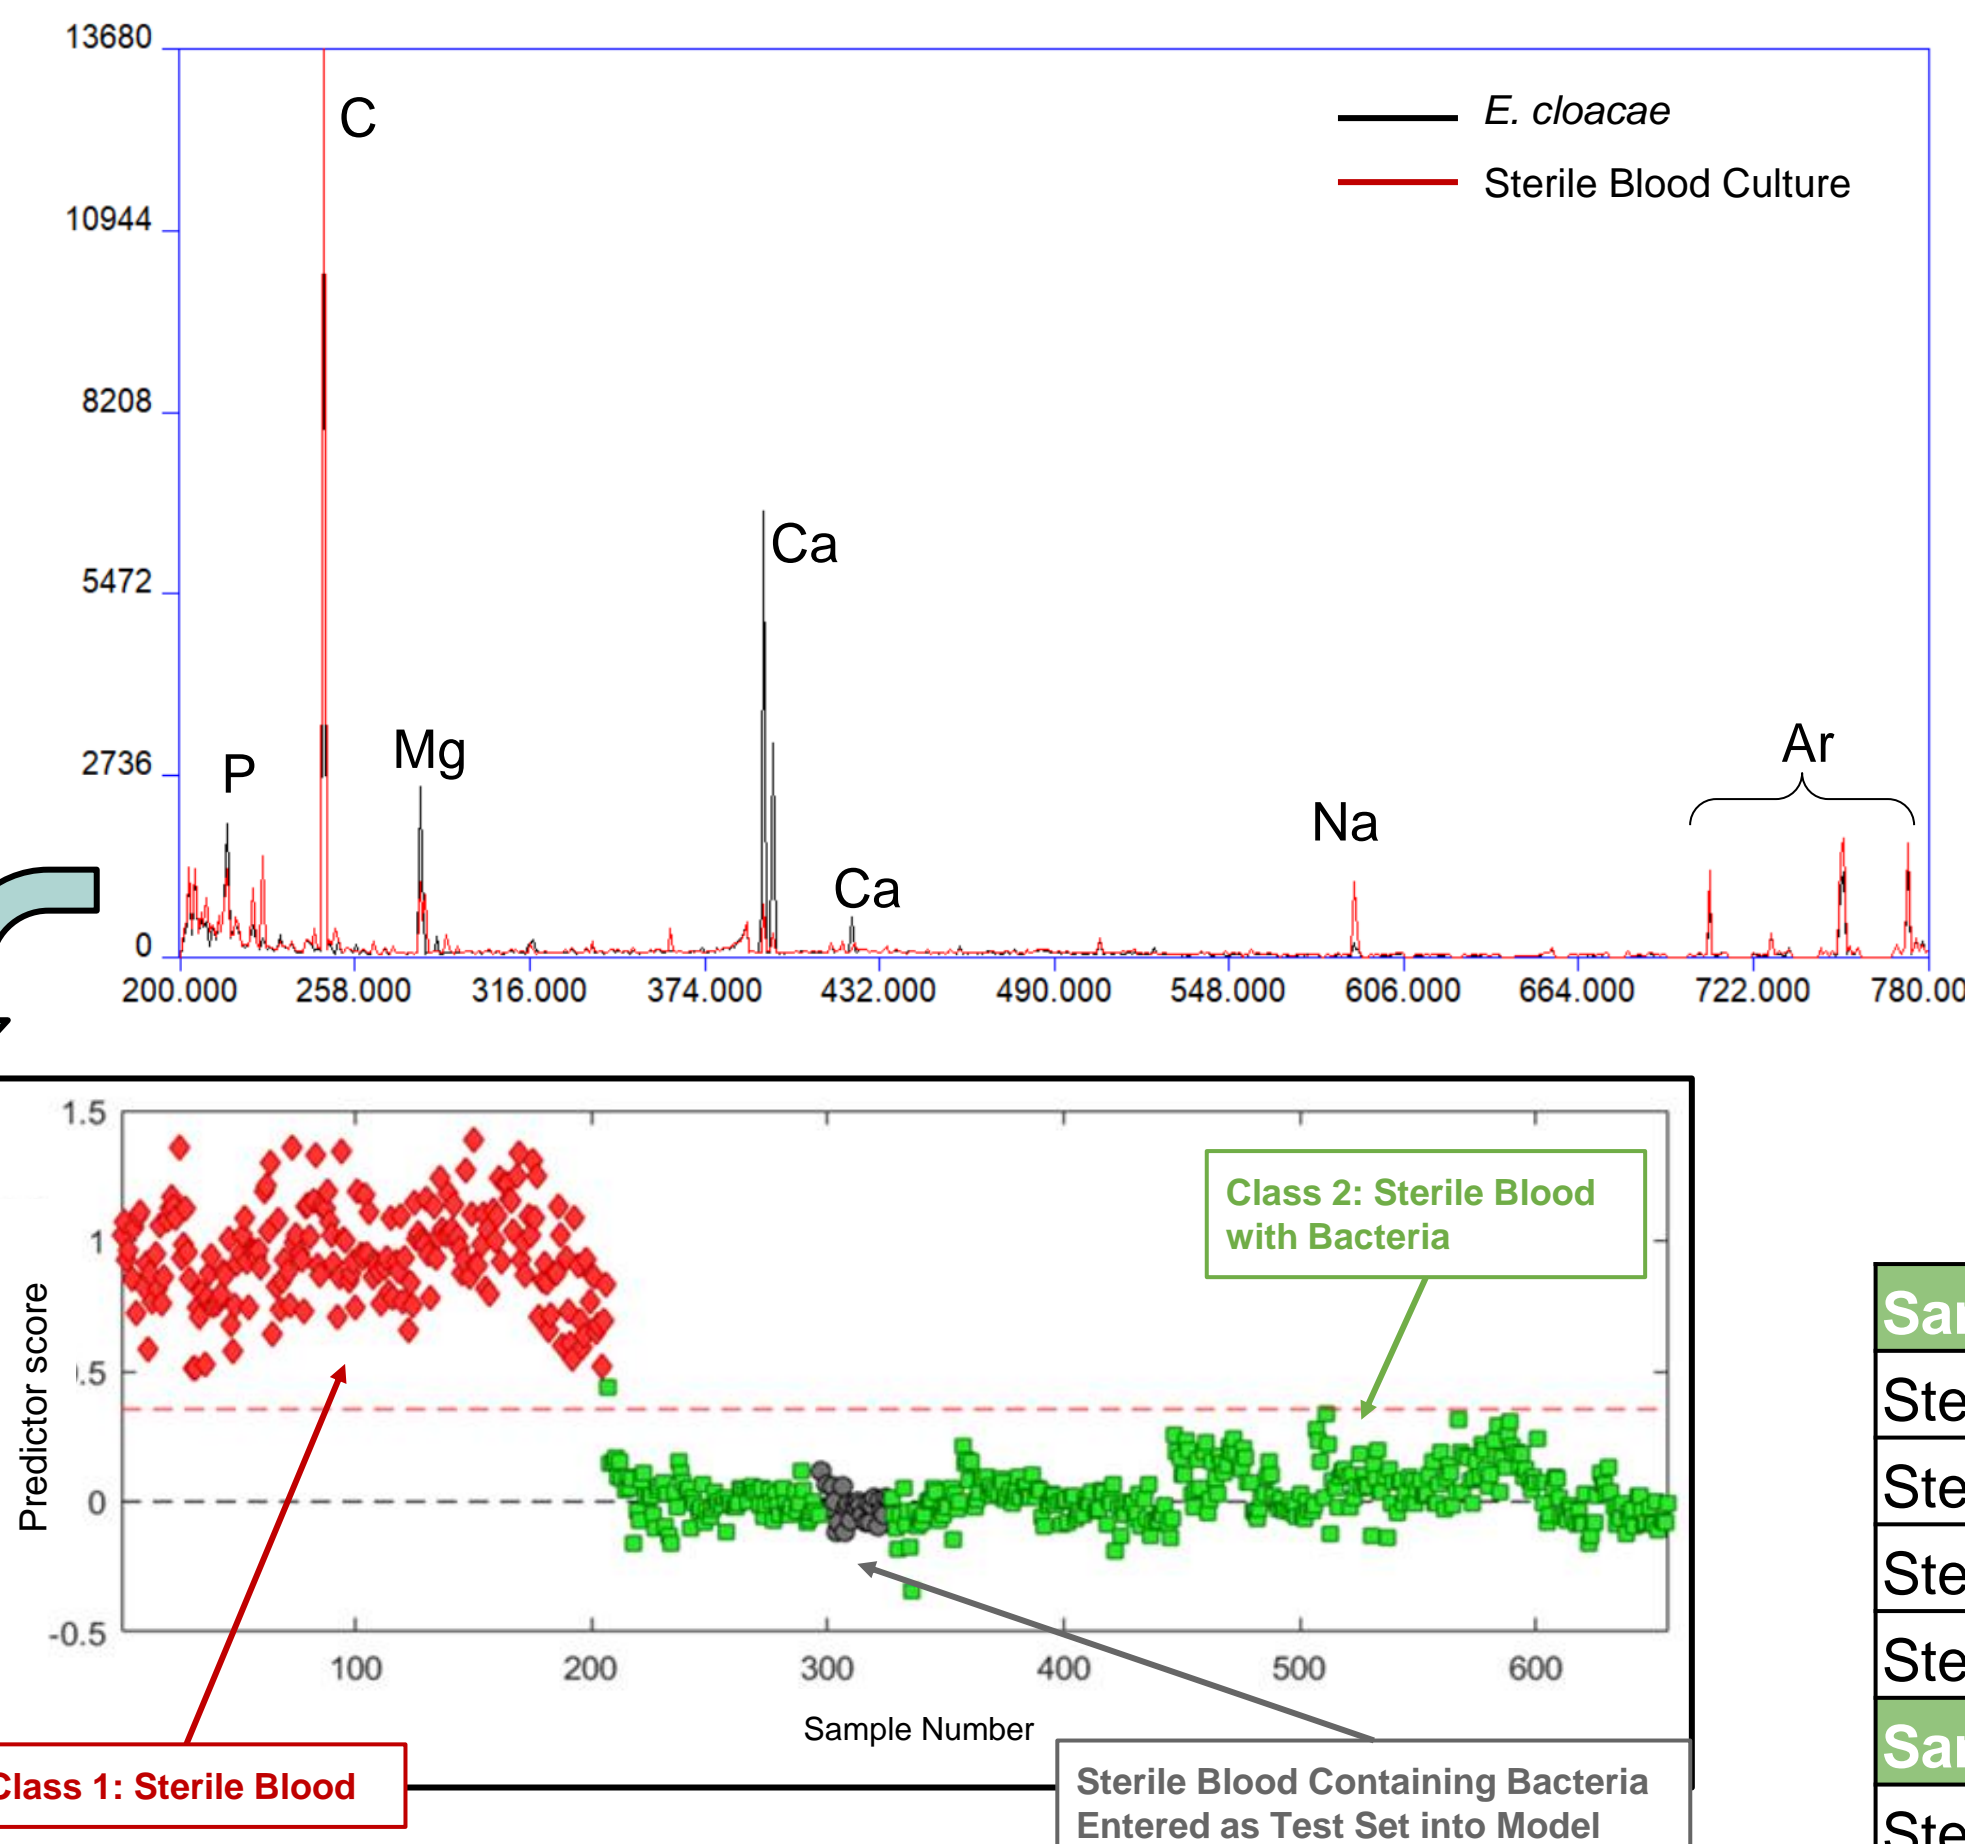 13680
10944
8208
5472
2736
0
C
E. cloacae
Sterile Blood Culture
P
Mg
Ca
Ca
Na
Ar
200.000 258.000 316.000 374.000 432.000 490.000 548.000 606.000 664.000 722.000 780.00
1.5
1
.5
0
-0.5
Predictor score
100 200 300 400 500 600
Sample Number
Class 2: Sterile Blood
with Bacteria
Class 1: Sterile Blood
Sterile Blood Containing Bacteria
Entered as Test Set into Model